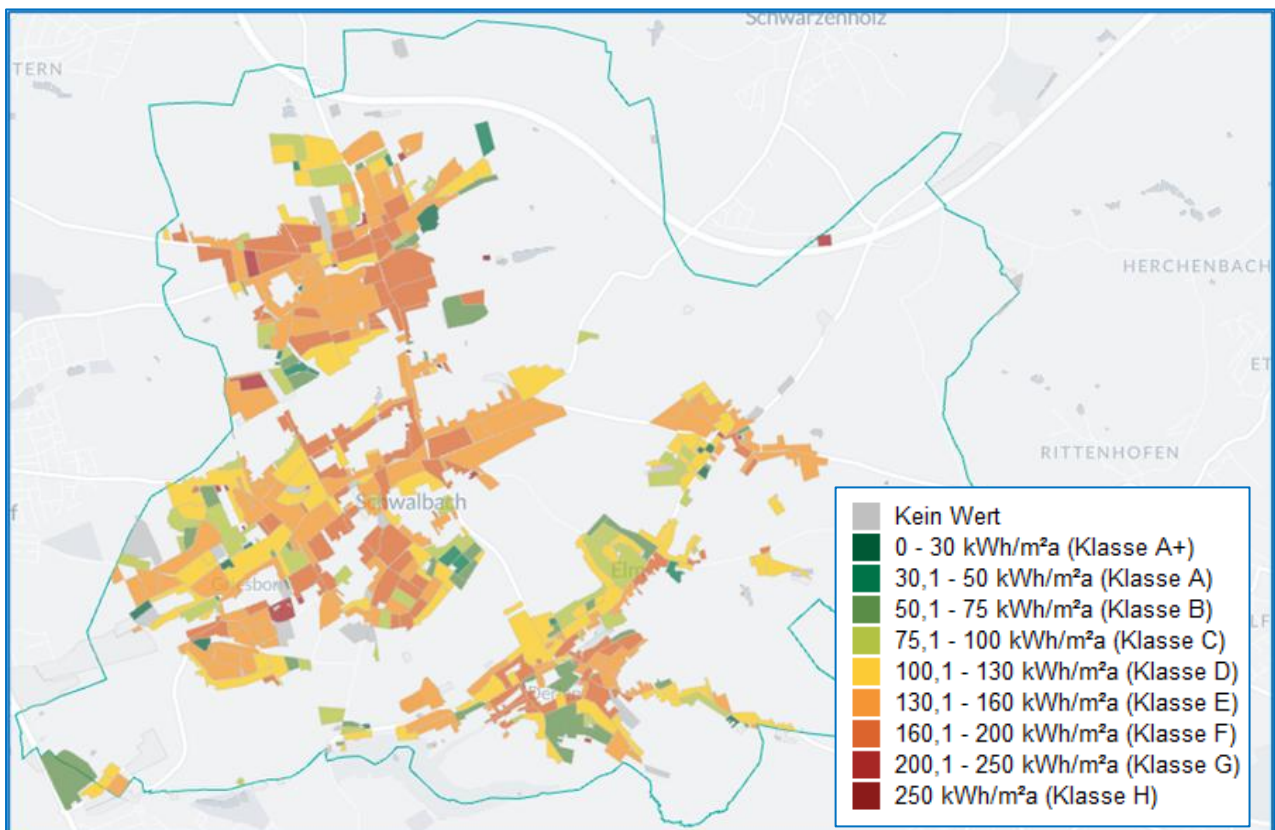 Schwarzenholz
TERN
HERCHENBACH
ET
RITTENHOFEN
Schwalbach
f
Elm
Kein Wert
0 - 30 kWh/m²a (Klasse A+)
30,1 - 50 kWh/m²a (Klasse A)
50,1 - 75 kWh/m²a (Klasse B)
75,1 - 100 kWh/m²a (Klasse C)
100,1 - 130 kWh/m²a (Klasse D)
130,1 - 160 kWh/m²a (Klasse E)
160,1 - 200 kWh/m²a (Klasse F)
200,1 - 250 kWh/m²a (Klasse G)
250 kWh/m²a (Klasse H)
LF